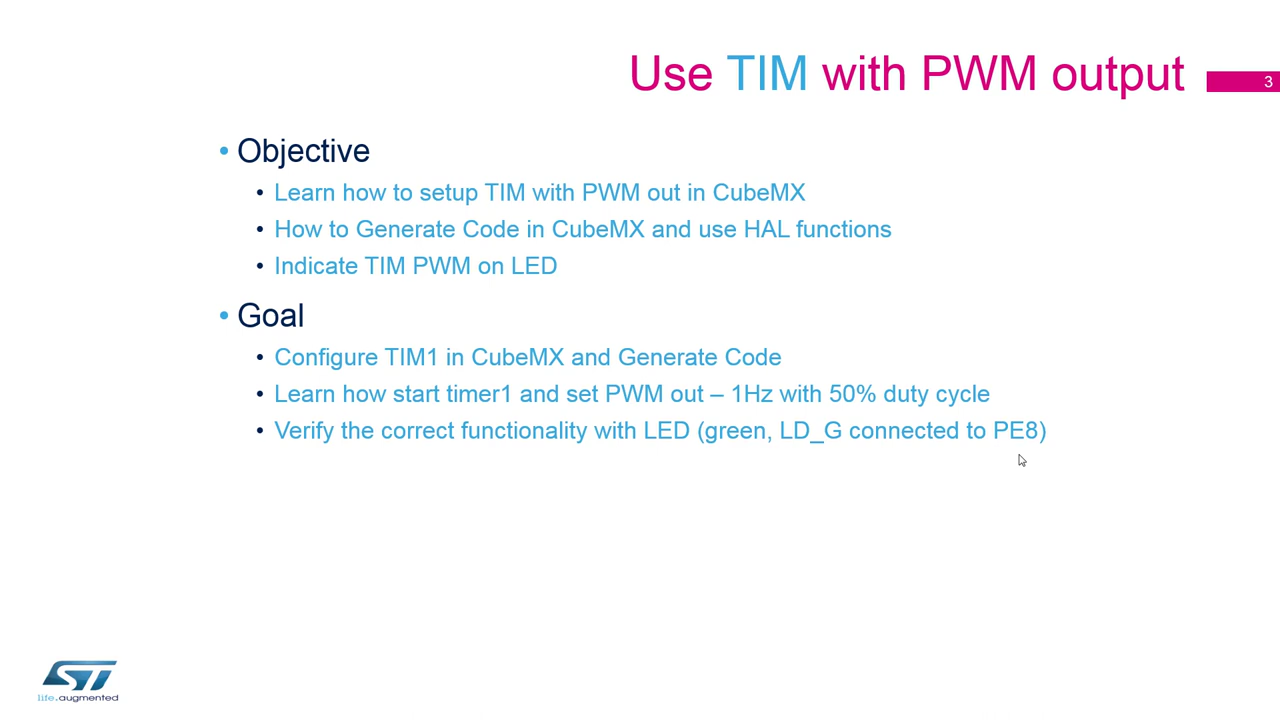 Use TIM with PWM output
3
• Objective
• Learn how to setup TIM with PWM out in CubeMX
• How to Generate Code in CubeMX and use HAL functions
• Indicate TIM PWM on LED
• Goal
• Configure TIM1 in CubeMX and Generate Code
• Learn how start timer1 and set PWM out – 1Hz with 50% duty cycle
• Verify the correct functionality with LED (green, LD_G connected to PE8)
ST
life.augmented